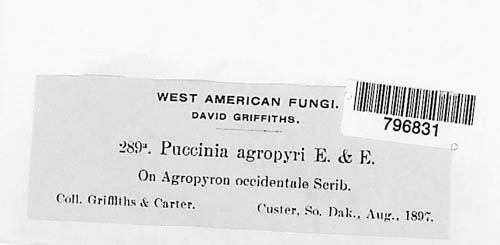 WEST AMERICAN FUNGI.
DAVID GRIFFITHS.
796831
289ª. Puccinia agropyri E. & E.
On Agropyron occidentale Scrib.
Coll. Griffiths & Carter. Custer, So. Dak., Aug., 1897.